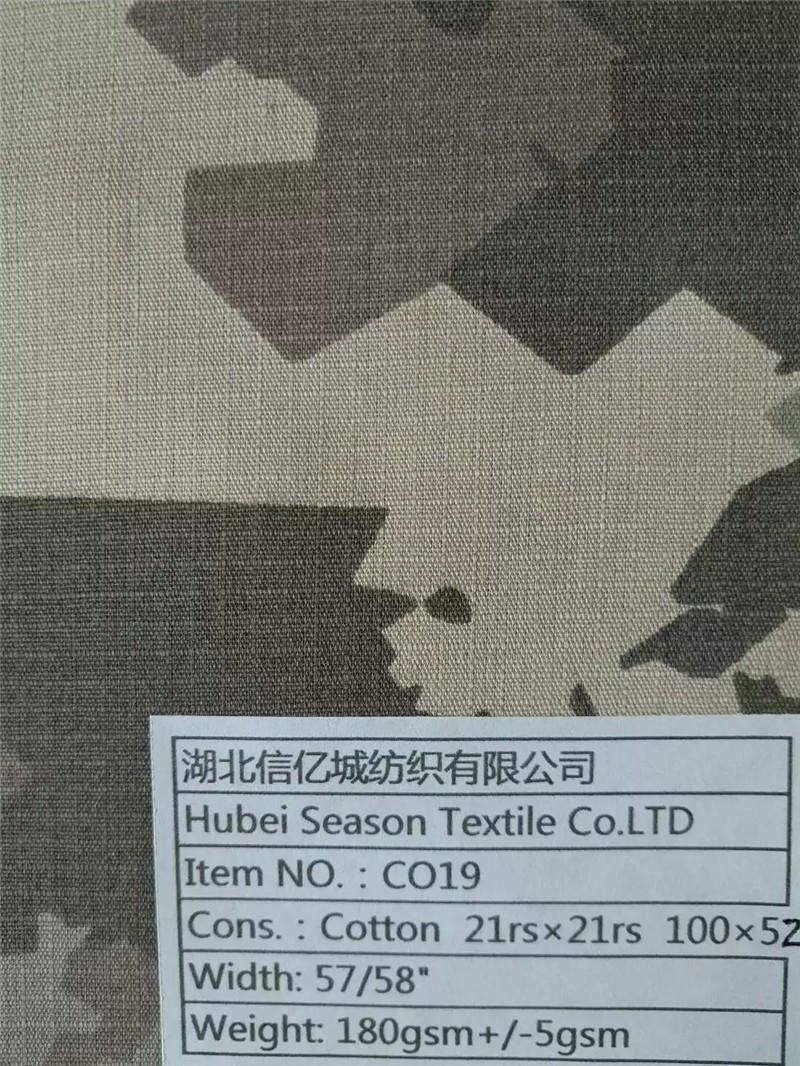 湖北信亿城纺织有限公司
Hubei Season Textile Co.LTD
Item NO. : CO19
Cons. : Cotton 21rs×21rs 100×52
Width: 57/58"
Weight: 180gsm+/-5gsm